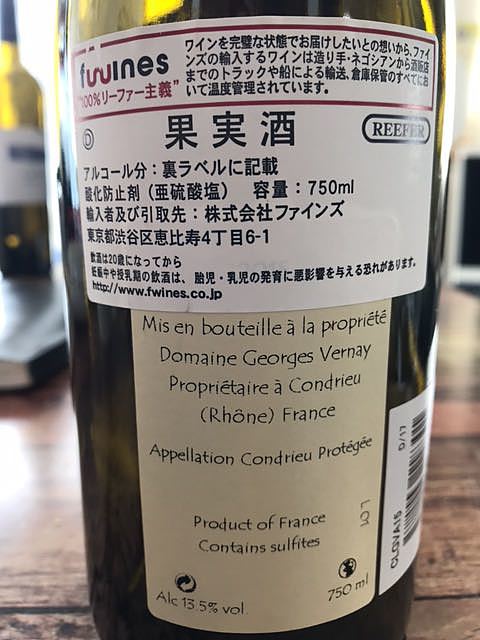 fwines
"100%リーファー主義"
ワインを完璧な状態でお届けしたいとの想いから、ファイ
ンズの輸入するワインは造り手・ネゴシアンから酒販店
までのトラックや船による輸送、倉庫保管のすべてにお
いて温度管理されています。
D
果実酒
REEFER
アルコール分：裏ラベルに記載
酸化防止剤（亜硫酸塩） 容量：750ml
輸入者及び引取先：株式会社ファインズ
東京都渋谷区恵比寿4丁目6-1
飲酒は20歳になってから
妊娠中や授乳期の飲酒は、胎児・乳児の発育に悪影響を与える恐れがあります。
http://www.fwines.co.jp
Mis en bouteille à la propriété
Domaine Georges Vernay
Propriétaire à Condrieu
(Rhône) France
Appellation Condrieu Protégée
Product of France
Contains sulfites
L01
Alc 13.5% vol.
750 ml
D/17
CLGVA15